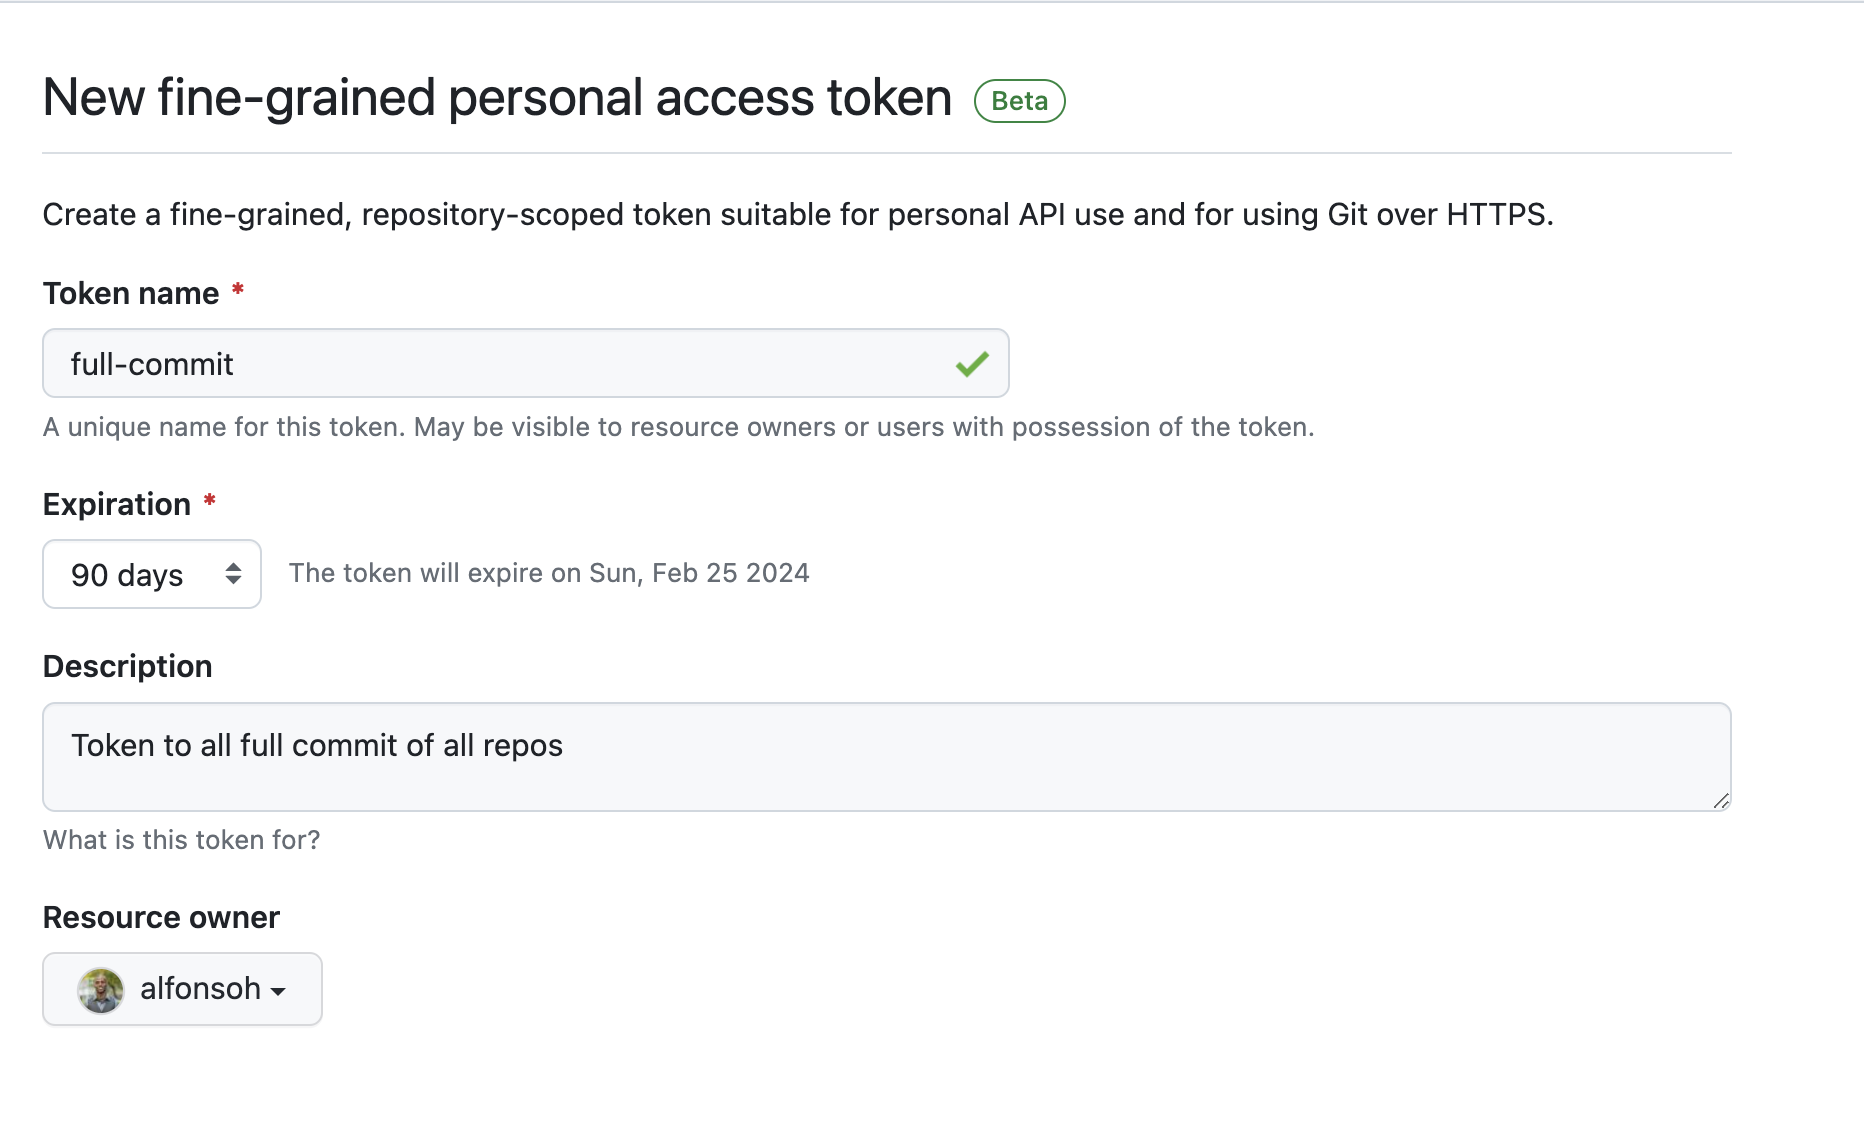 New fine-grained personal access token Beta
Create a fine-grained, repository-scoped token suitable for personal API use and for using Git over HTTPS.
Token name *
full-commit
A unique name for this token. May be visible to resource owners or users with possession of the token.
Expiration *
90 days The token will expire on Sun, Feb 25 2024
Description
Token to all full commit of all repos
What is this token for?
Resource owner
alfonsoh